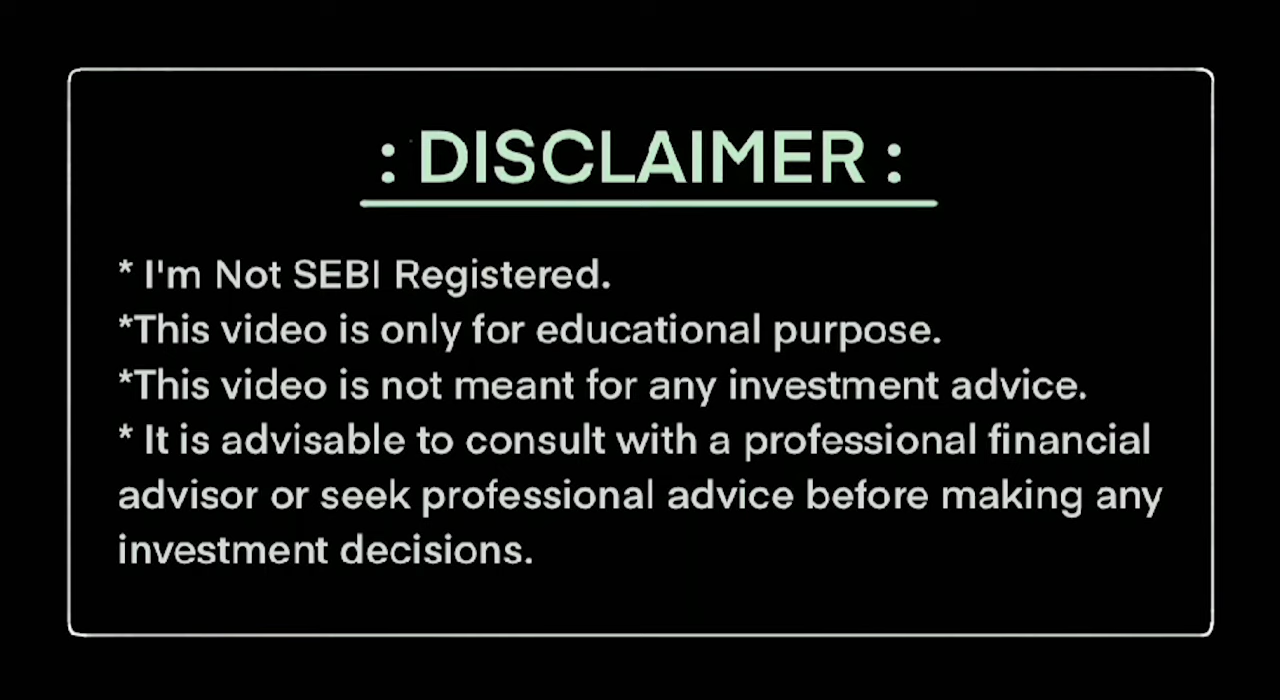 : DISCLAIMER :
* I'm Not SEBI Registered.
*This video is only for educational purpose.
*This video is not meant for any investment advice.
* It is advisable to consult with a professional financial
advisor or seek professional advice before making any
investment decisions.